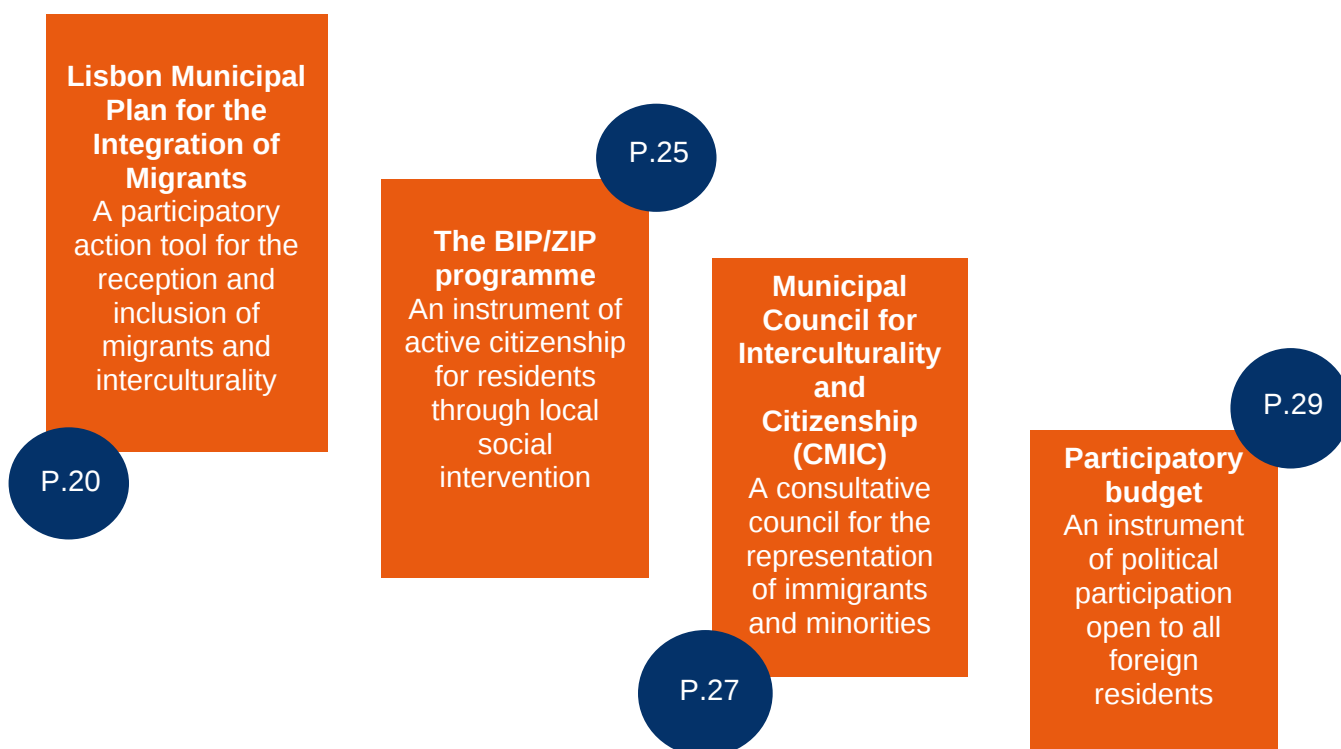 Lisbon Municipal
Plan for the
Integration of
Migrants
A participatory
action tool for the
reception and
inclusion of
migrants and
interculturality
P.20
P.25
The BIP/ZIP
programme
An instrument of
active citizenship
for residents
through local
social
intervention
Municipal
Council for
Interculturality
and
Citizenship
(CMIC)
A consultative
council for the
representation
of immigrants
and minorities
P.27
P.29
Participatory
budget
An instrument
of political
participation
open to all
foreign
residents